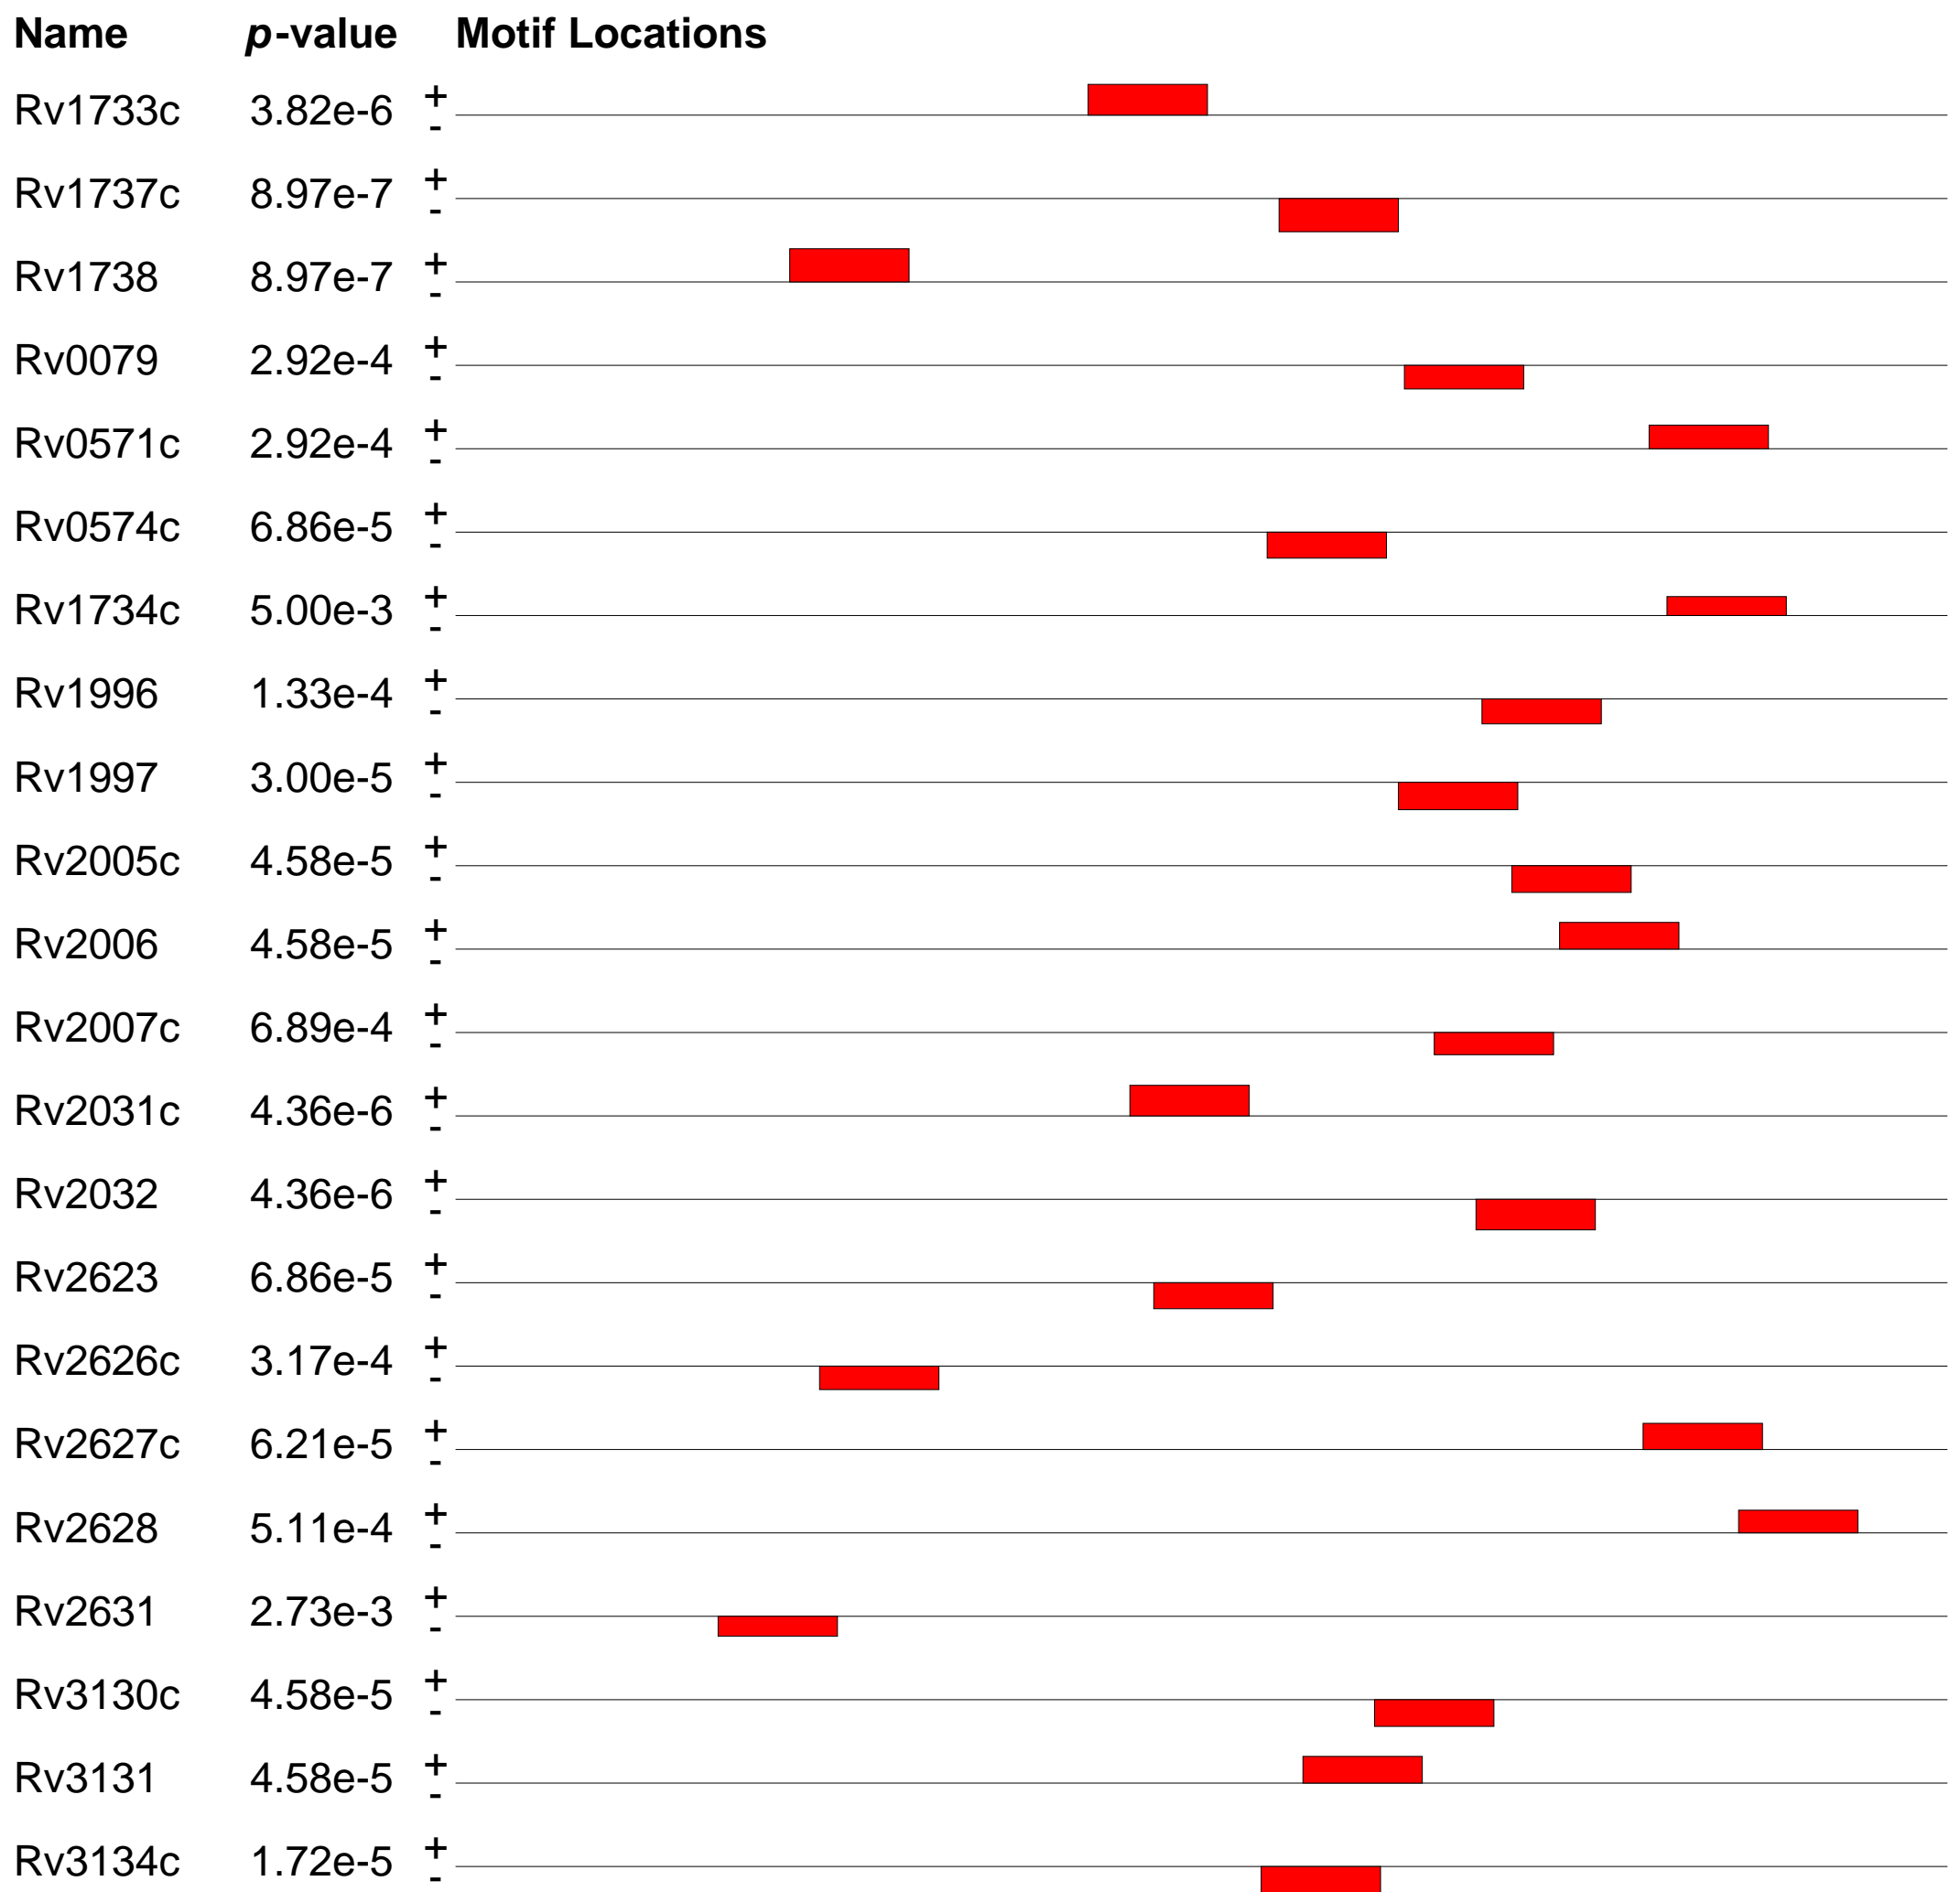 Name p-value Motif Locations
Rv1733c 3.82e-6 +
-
Rv1737c 8.97e-7 +
-
Rv1738 8.97e-7 +
-
Rv0079 2.92e-4 +
-
Rv0571c 2.92e-4 +
-
Rv0574c 6.86e-5 +
-
Rv1734c 5.00e-3 +
-
Rv1996 1.33e-4 +
-
Rv1997 3.00e-5 +
-
Rv2005c 4.58e-5 +
-
Rv2006 4.58e-5 +
-
Rv2007c 6.89e-4 +
-
Rv2031c 4.36e-6 +
-
Rv2032 4.36e-6 +
-
Rv2623 6.86e-5 +
-
Rv2626c 3.17e-4 +
-
Rv2627c 6.21e-5 +
-
Rv2628 5.11e-4 +
-
Rv2631 2.73e-3 +
-
Rv3130c 4.58e-5 +
-
Rv3131 4.58e-5 +
-
Rv3134c 1.72e-5 +
-